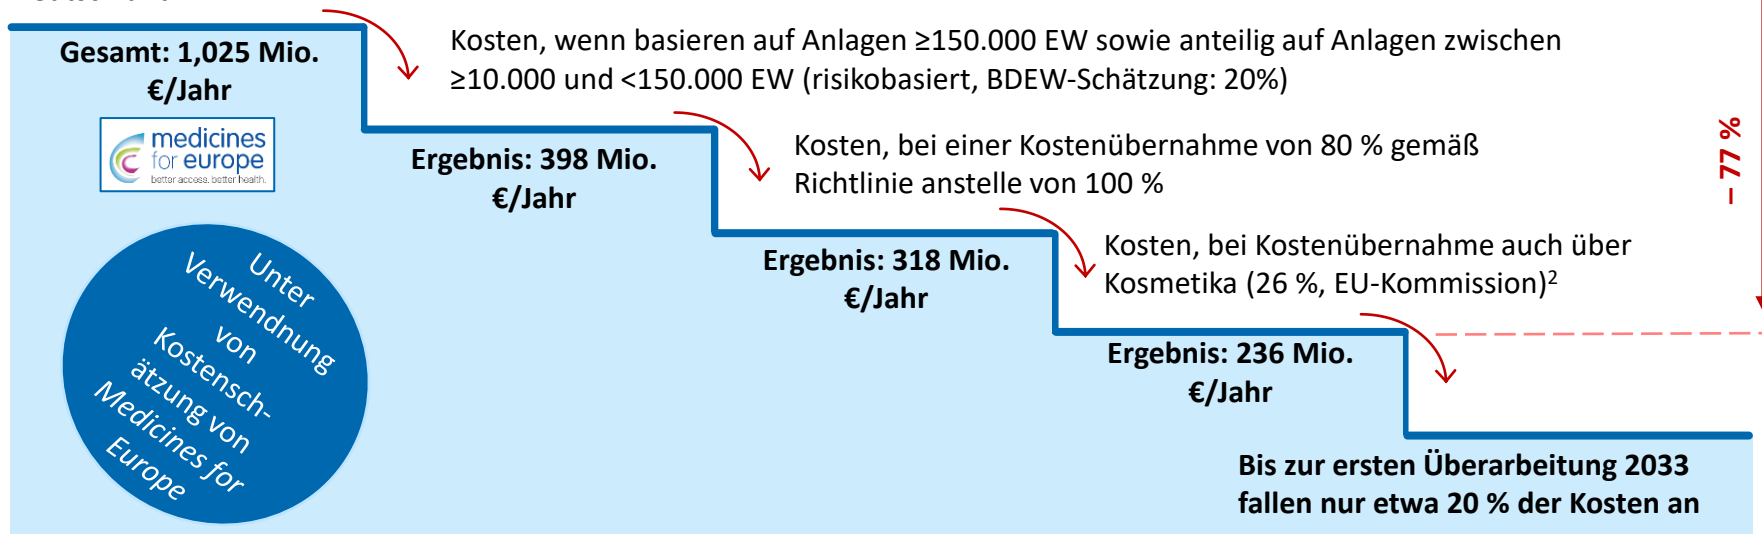 Gesamt: 1,025 Mio.
€/Jahr
medicines
for europe
better access. better health.
Kosten, wenn basieren auf Anlagen ≥150.000 EW sowie anteilig auf Anlagen zwischen
≥10.000 und <150.000 EW (risikobasiert, BDEW-Schätzung: 20%)
Ergebnis: 398 Mio.
€/Jahr
Kosten, bei einer Kostenübernahme von 80 % gemäß
Richtlinie anstelle von 100 %
– 77 %
Ergebnis: 318 Mio.
€/Jahr
Kosten, bei Kostenübernahme auch über
Kosmetika (26 %, EU-Kommission)²
Ergebnis: 236 Mio.
€/Jahr
Unter
Verwendnung
von
Kostensch-
ätzung von
Medicines for
Europe
Bis zur ersten Überarbeitung 2033
fallen nur etwa 20 % der Kosten an